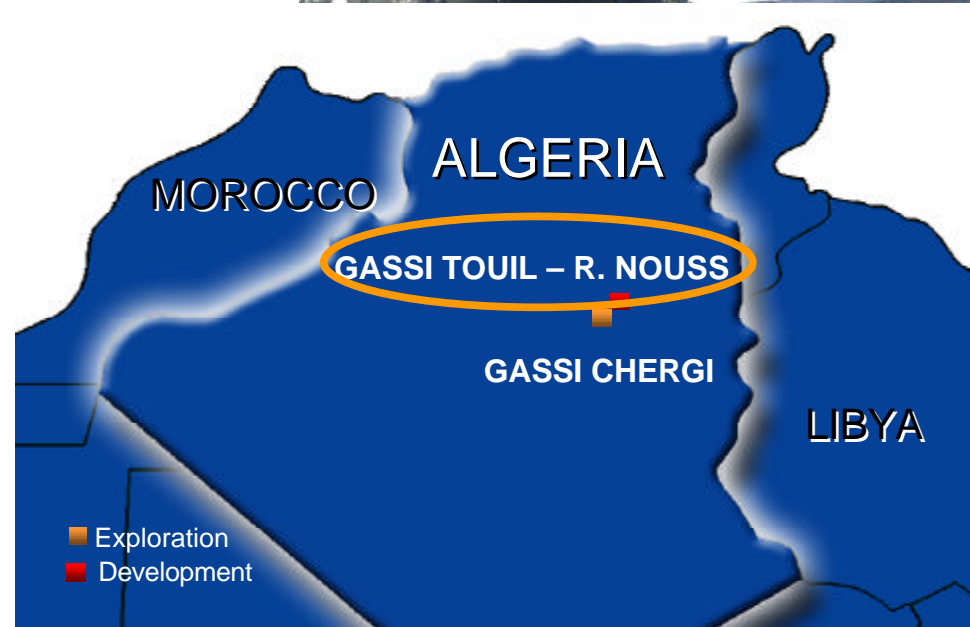 ALGERIA
MOROCCO
GASSI TOUIL – R. NOUSS
GASSI CHERGI
LIBYA
Exploration
Development